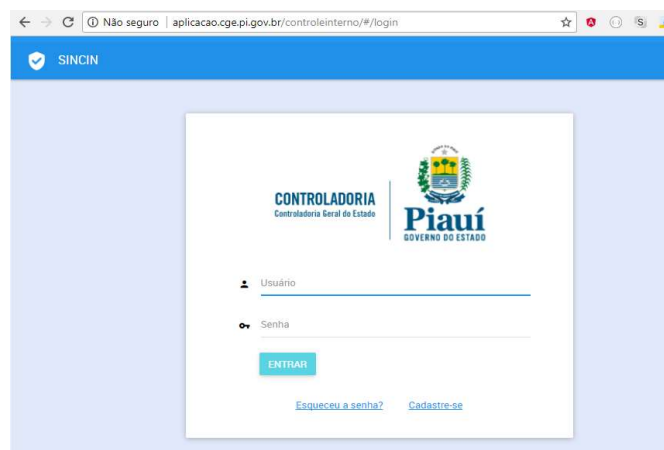 Não seguro | aplicacao.cge.pi.gov.br/controleinterno/#/login
SINCIN
CONTROLADORIA
Controladoria Geral do Estado
Piauí
GOVERNO DO ESTADO
Usuário
Senha
ENTRAR
Esqueceu a senha? Cadastre-se